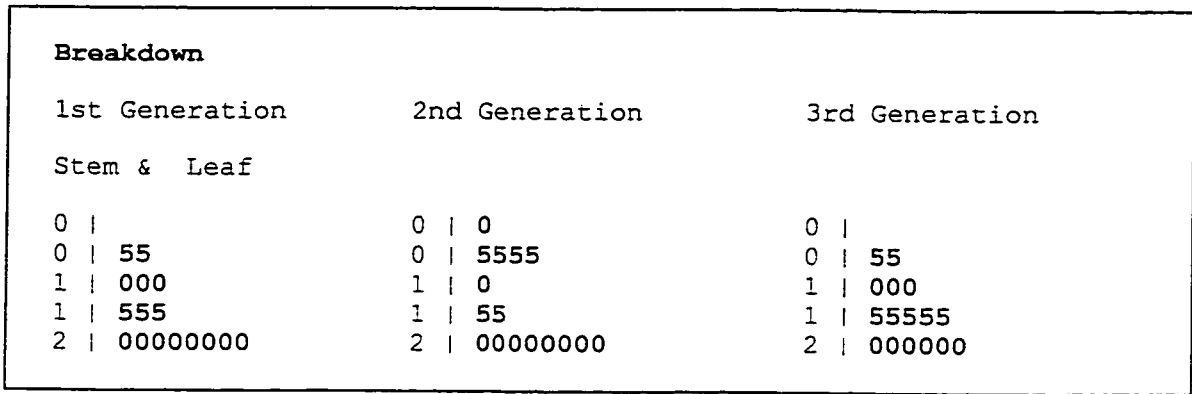 Breakdown
1st Generation 2nd Generation 3rd Generation
Stem & Leaf
0 | 0 | 0 0 |
0 | 55 0 | 5555 0 | 55
1 | 000 1 | 0 1 | 000
1 | 555 1 | 55 1 | 55555
2 | 00000000 2 | 00000000 2 | 000000